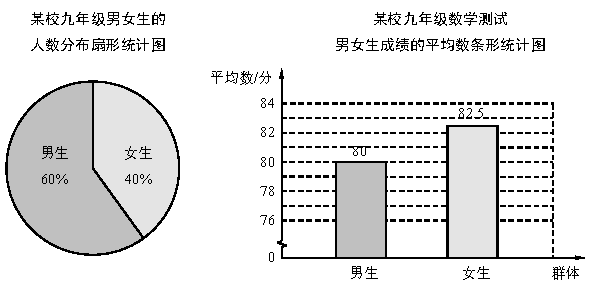 某校九年级男女生的
人数分布扇形统计图
男生
60%
女生
40%
某校九年级数学测试
男女生成绩的平均数条形统计图
平均数/分
84
82
80
78
76
0
80
82.5
男生
女生
群体